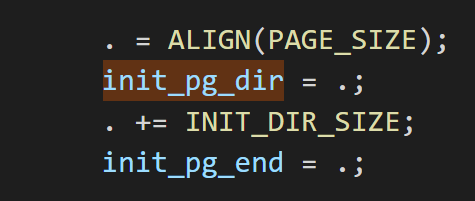 . = ALIGN(PAGE_SIZE);
init_pg_dir = .;
. += INIT_DIR_SIZE;
init_pg_end = .;